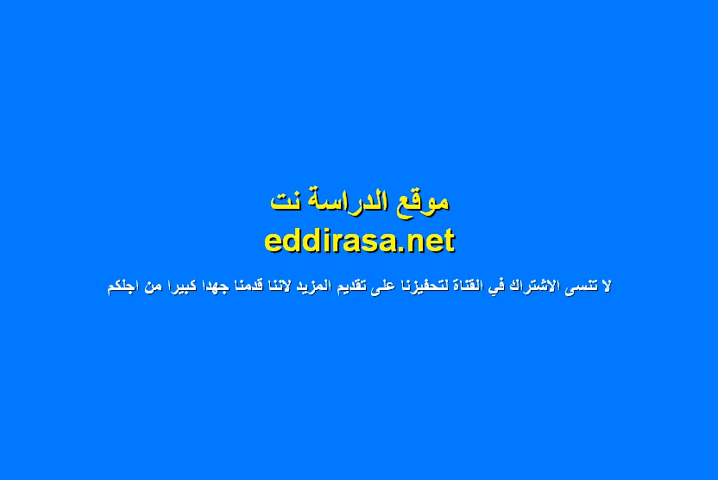 موقع الدراسة نت
eddirasa.net
لا تنسى الاشتراك في القناة لتحفيزنا على تقديم المزيد لاننا قدمنا جهدا كبيرا من اجلكم